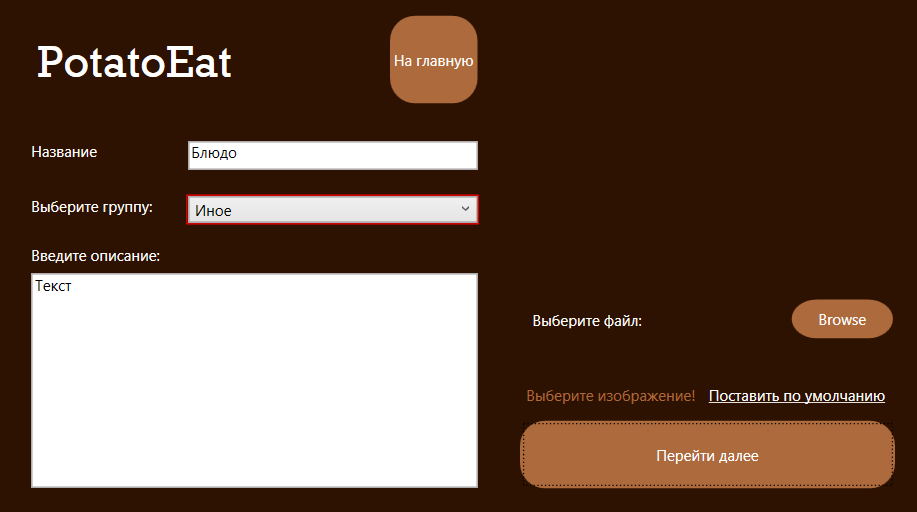 PotatoEat
На главную
Название
Блюдо
Выберите группу:
Иное
Введите описание:
Текст
Выберите файл:
Browse
Выберите изображение! Поставить по умолчанию
Перейти далее